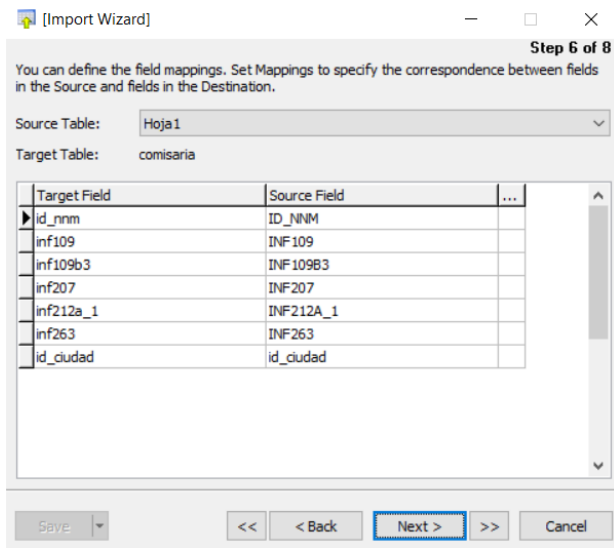 [Import Wizard]
Step 6 of 8
You can define the field mappings. Set Mappings to specify the correspondence between fields
in the Source and fields in the Destination.
Source Table: Hoja1
Target Table: comisaria
Target Field Source Field ...
id_nnm ID_NNM
inf109 INF109
inf109b3 INF109B3
inf207 INF207
inf212a_1 INF212A_1
inf263 INF263
id_ciudad id_ciudad
Save << < Back Next > >> Cancel